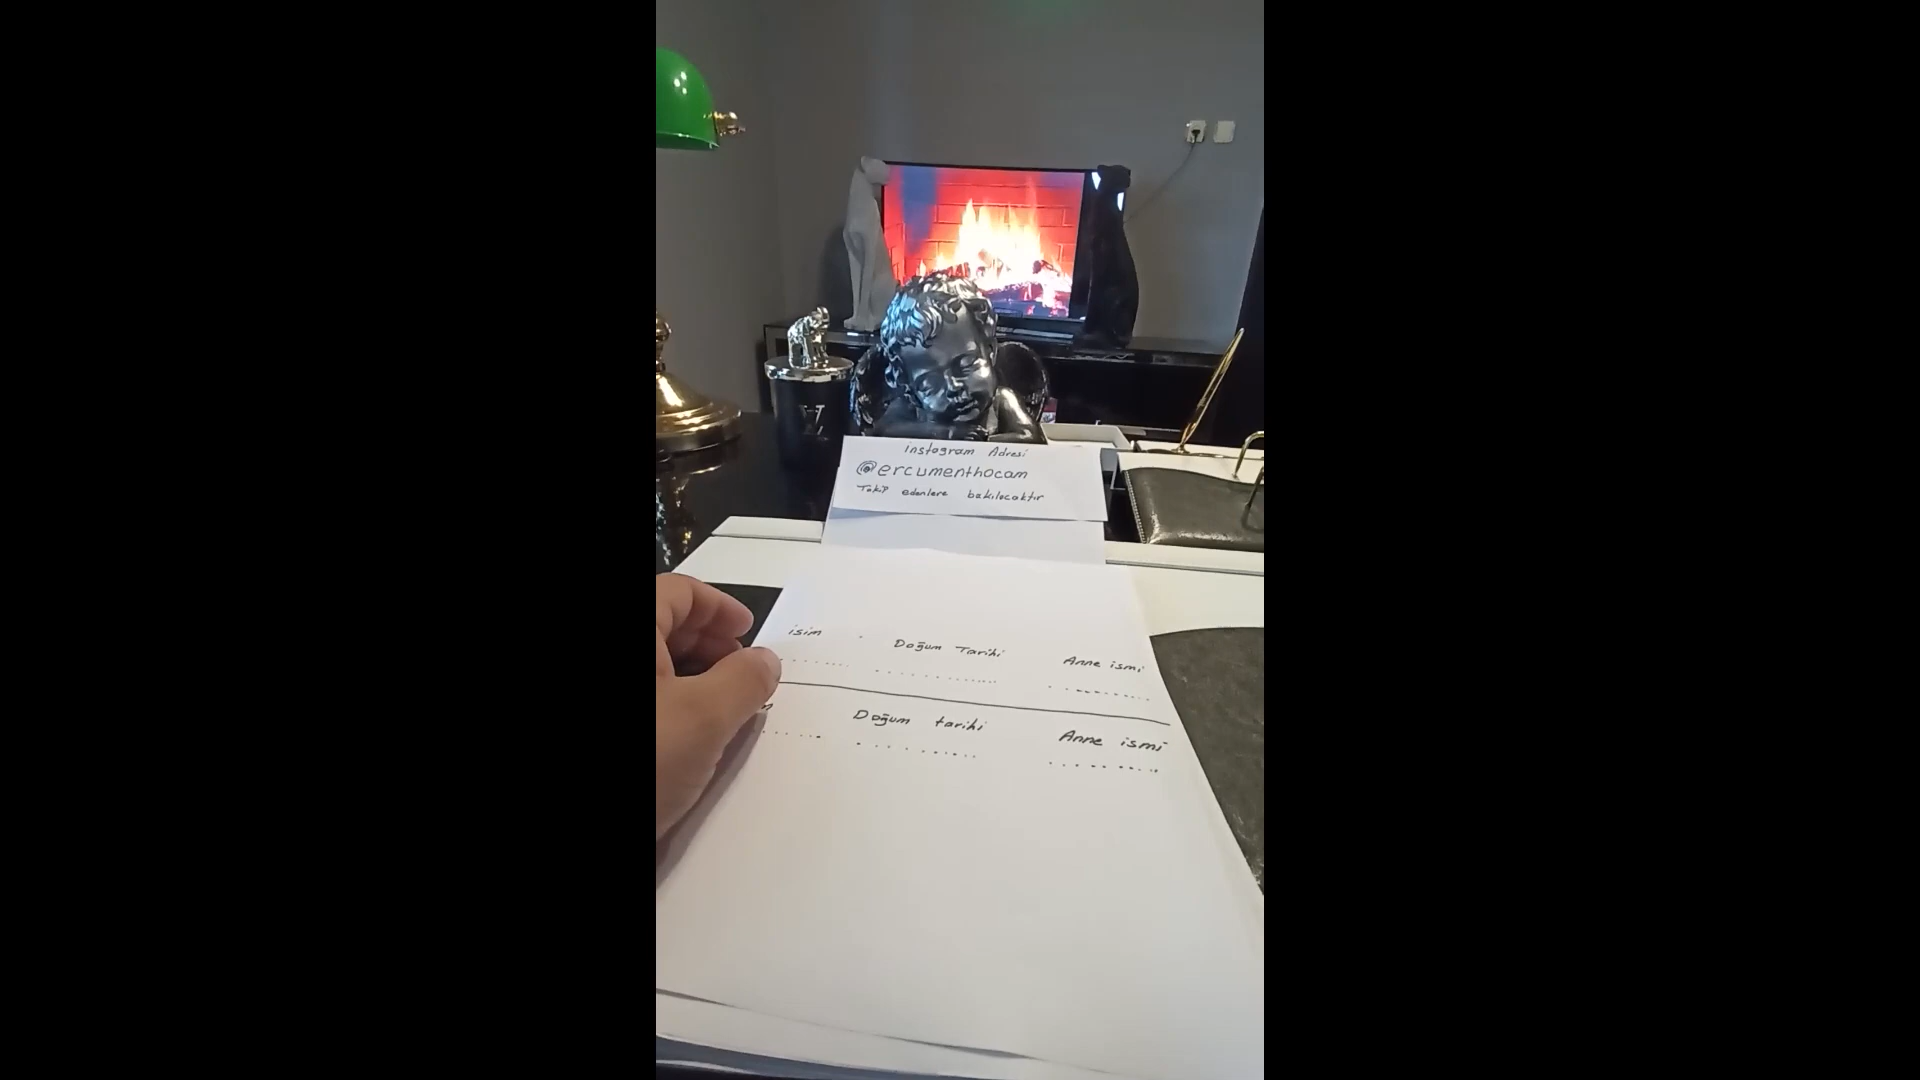 instagram Adresi
@ercumenthocam
Takip edenlere bakılacaktır
isim Doğum Tarihi Anne ismi
Doğum tarihi Anne ismi